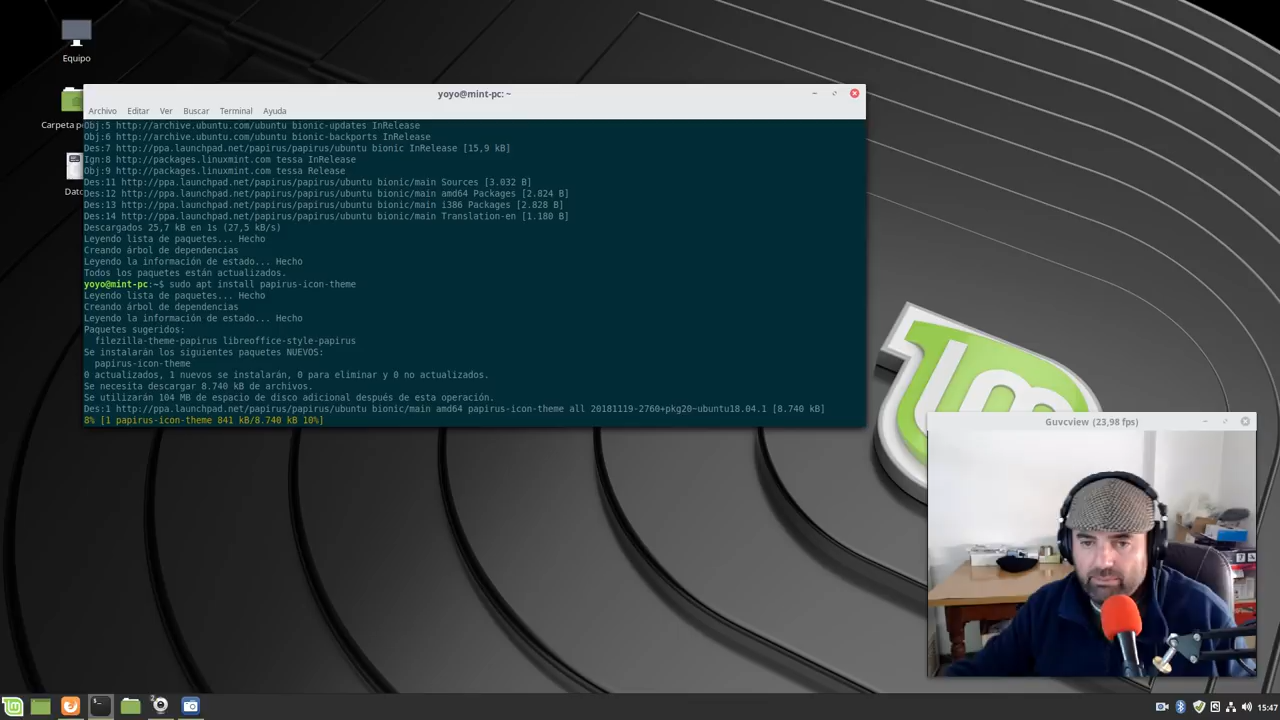 Equipo
Carpeta p
Datc
yoyo@mint-pc: ~
Archivo Editar Ver Buscar Terminal Ayuda
Obj:5 http://archive.ubuntu.com/ubuntu bionic-updates InRelease
Obj:6 http://archive.ubuntu.com/ubuntu bionic-backports InRelease
Des:7 http://ppa.launchpad.net/papirus/papirus/ubuntu bionic InRelease [15,9 kB]
Ign:8 http://packages.linuxmint.com tessa InRelease
Obj:9 http://packages.linuxmint.com tessa Release
Des:11 http://ppa.launchpad.net/papirus/papirus/ubuntu bionic/main Sources [3.032 B]
Des:12 http://ppa.launchpad.net/papirus/papirus/ubuntu bionic/main amd64 Packages [2.824 B]
Des:13 http://ppa.launchpad.net/papirus/papirus/ubuntu bionic/main i386 Packages [2.828 B]
Des:14 http://ppa.launchpad.net/papirus/papirus/ubuntu bionic/main Translation-en [1.180 B]
Descargados 25,7 kB en 1s (27,5 kB/s)
Leyendo lista de paquetes... Hecho
Creando árbol de dependencias
Leyendo la información de estado... Hecho
Todos los paquetes están actualizados.
yoyo@mint-pc:~$ sudo apt install papirus-icon-theme
Leyendo lista de paquetes... Hecho
Creando árbol de dependencias
Leyendo la información de estado... Hecho
Paquetes sugeridos:
filezilla-theme-papirus libreoffice-style-papirus
Se instalarán los siguientes paquetes NUEVOS:
papirus-icon-theme
0 actualizados, 1 nuevos se instalarán, 0 para eliminar y 0 no actualizados.
Se necesita descargar 8.740 kB de archivos.
Se utilizarán 104 MB de espacio de disco adicional después de esta operación.
Des:1 http://ppa.launchpad.net/papirus/papirus/ubuntu bionic/main amd64 papirus-icon-theme all 20181119-2760+pkg20~ubuntu18.04.1 [8.740 kB]
8% [1 papirus-icon-theme 841 kB/8.740 kB 10%]
Guvcview (23,98 fps)
2
15:47